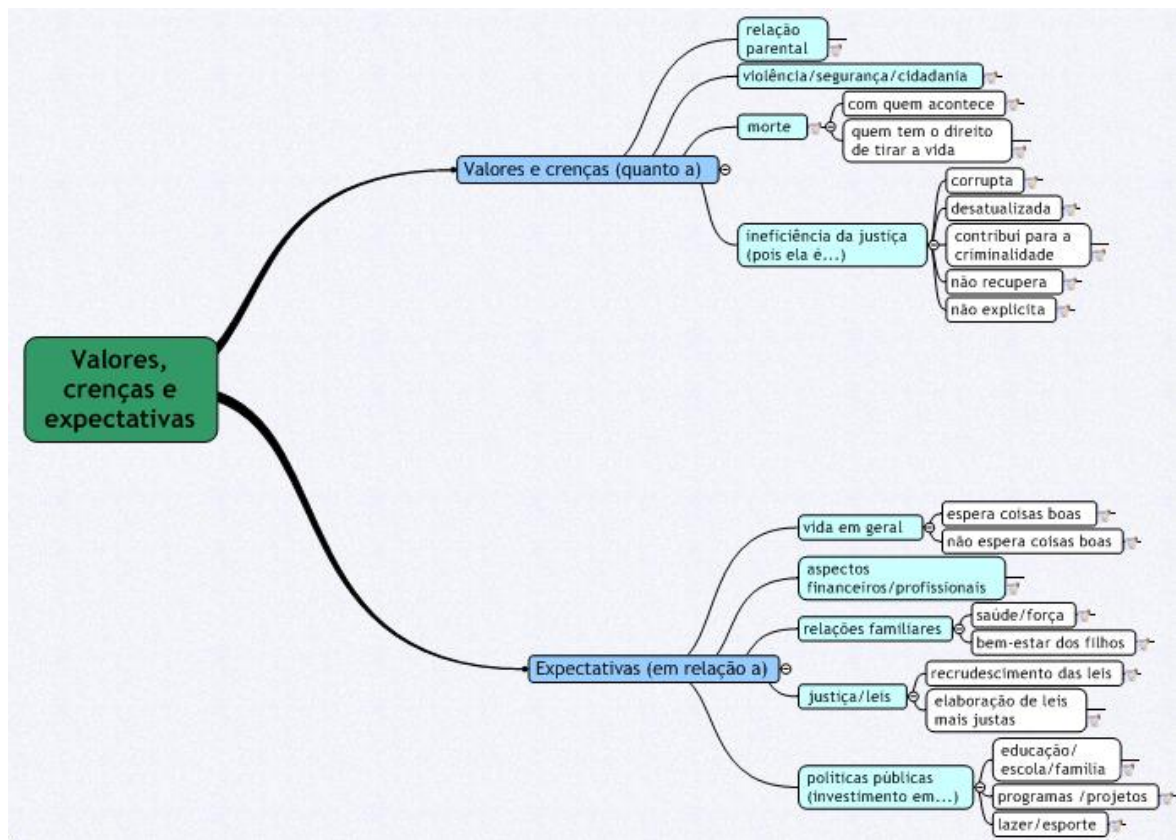 Valores,
crenças e
expectativas
Valores e crenças (quanto a)
relação
parental
violência/segurança/cidadania
morte
com quem acontece
quem tem o direito
de tirar a vida
ineficiência da justiça
(pois ela é...)
corrupta
desatualizada
contribui para a
criminalidade
não recupera
não explicita
Expectativas (em relação a)
vida em geral
espera coisas boas
não espera coisas boas
aspectos
financeiros/profissionais
relações familiares
saúde/força
bem-estar dos filhos
justiça/leis
recrudescimento das leis
elaboração de leis
mais justas
políticas públicas
(investimento em...)
educação/
escola/família
programas /projetos
lazer/esporte